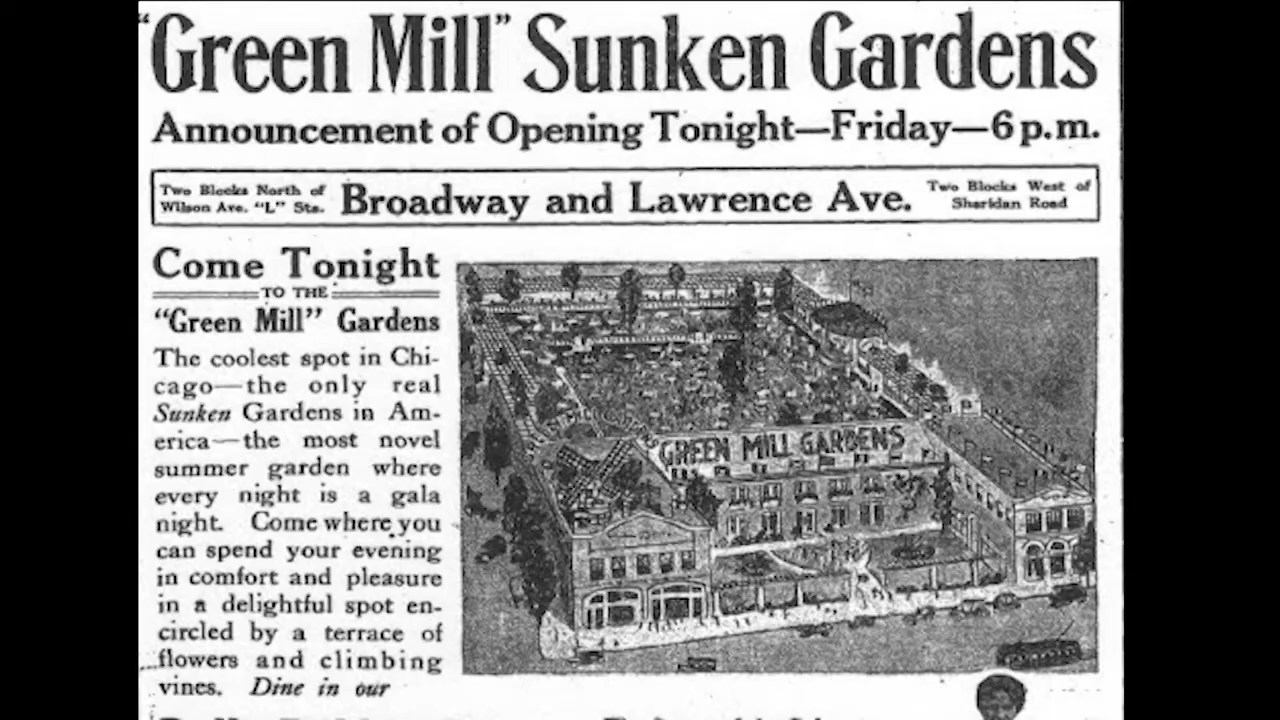 "Green Mill" Sunken Gardens
Announcement of Opening Tonight—Friday—6 p.m.
Two Blocks North of
Wilson Ave. "L" Sta.
Broadway and Lawrence Ave.
Two Blocks West of
Sheridan Road
Come Tonight
TO THE
"Green Mill" Gardens
The coolest spot in Chi-
cago—the only real
Sunken Gardens in Am-
erica—the most novel
summer garden where
every night is a gala
night. Come where you
can spend your evening
in comfort and pleasure
in a delightful spot en-
circled by a terrace of
flowers and climbing
vines. Dine in our
GREEN MILL GARDENS